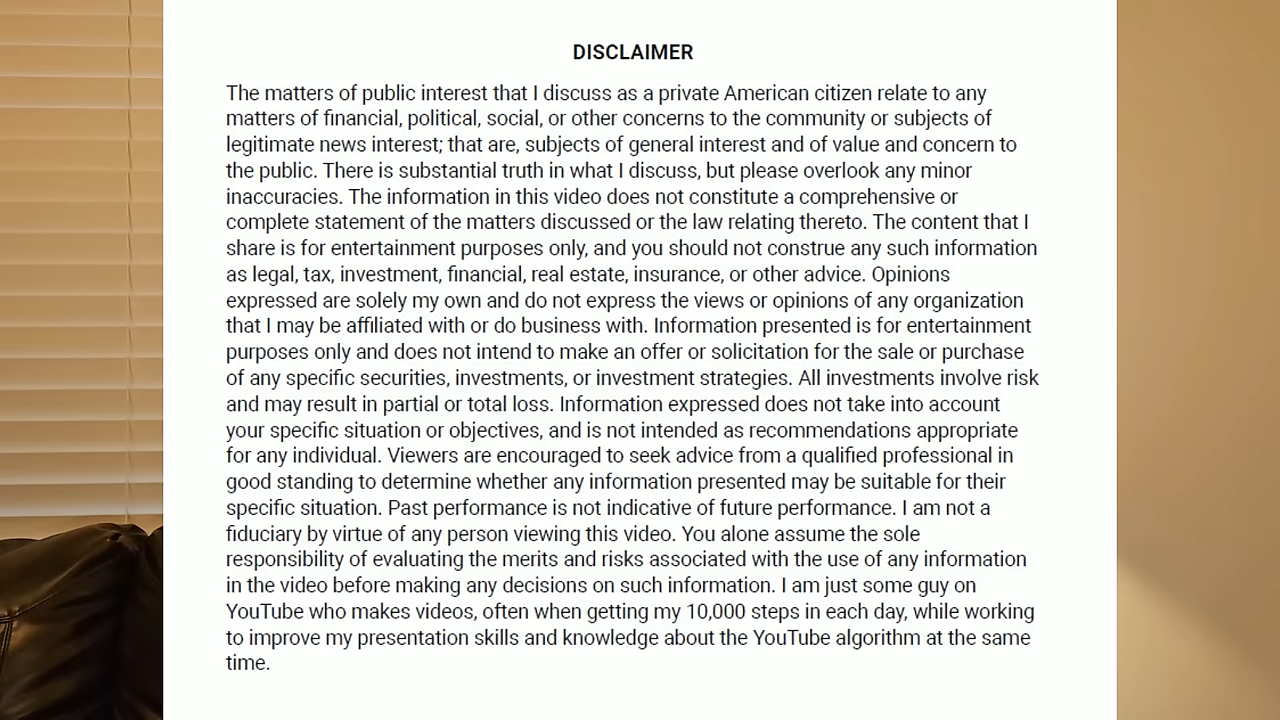 DISCLAIMER
The matters of public interest that I discuss as a private American citizen relate to any
matters of financial, political, social, or other concerns to the community or subjects of
legitimate news interest; that are, subjects of general interest and of value and concern to
the public. There is substantial truth in what I discuss, but please overlook any minor
inaccuracies. The information in this video does not constitute a comprehensive or
complete statement of the matters discussed or the law relating thereto. The content that I
share is for entertainment purposes only, and you should not construe any such information
as legal, tax, investment, financial, real estate, insurance, or other advice. Opinions
expressed are solely my own and do not express the views or opinions of any organization
that I may be affiliated with or do business with. Information presented is for entertainment
purposes only and does not intend to make an offer or solicitation for the sale or purchase
of any specific securities, investments, or investment strategies. All investments involve risk
and may result in partial or total loss. Information expressed does not take into account
your specific situation or objectives, and is not intended as recommendations appropriate
for any individual. Viewers are encouraged to seek advice from a qualified professional in
good standing to determine whether any information presented may be suitable for their
specific situation. Past performance is not indicative of future performance. I am not a
fiduciary by virtue of any person viewing this video. You alone assume the sole
responsibility of evaluating the merits and risks associated with the use of any information
in the video before making any decisions on such information. I am just some guy on
YouTube who makes videos, often when getting my 10,000 steps in each day, while working
to improve my presentation skills and knowledge about the YouTube algorithm at the same
time.